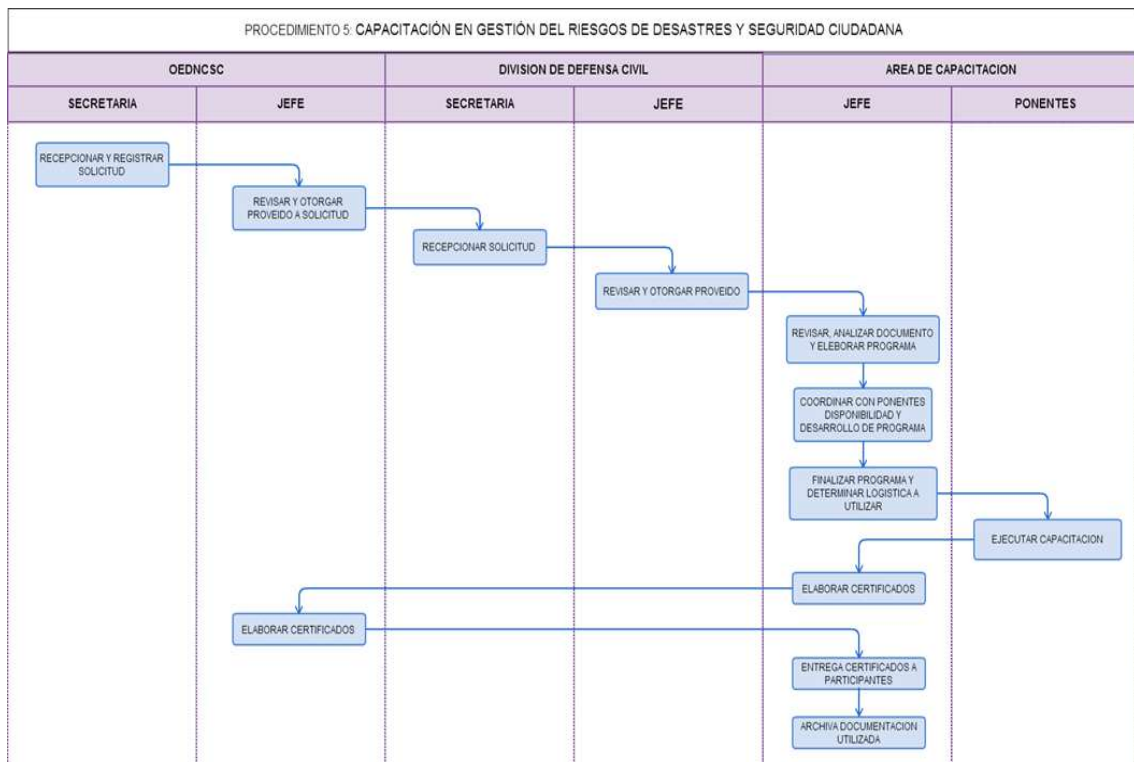 PROCEDIMIENTO 5: CAPACITACIÓN EN GESTIÓN DEL RIESGOS DE DESASTRES Y SEGURIDAD CIUDADANA
OEDNCSC
DIVISION DE DEFENSA CIVIL
AREA DE CAPACITACION
SECRETARIA
JEFE
SECRETARIA
JEFE
JEFE
PONENTES
RECEPCIONAR Y REGISTRAR
SOLICITUD
REVISAR Y OTORGAR
PROVEIDO A SOLICITUD
RECEPCIONAR SOLICITUD
REVISAR Y OTORGAR PROVEIDO
REVISAR, ANALIZAR DOCUMENTO
Y ELEBORAR PROGRAMA
COORDINAR CON PONENTES
DISPONIBILIDAD Y
DESARROLLO DE PROGRAMA
FINALIZAR PROGRAMA Y
DETERMINAR LOGISTICA A
UTILIZAR
EJECUTAR CAPACITACION
ELABORAR CERTIFICADOS
ELABORAR CERTIFICADOS
ENTREGA CERTIFICADOS A
PARTICIPANTES
ARCHIVA DOCUMENTACION
UTILIZADA